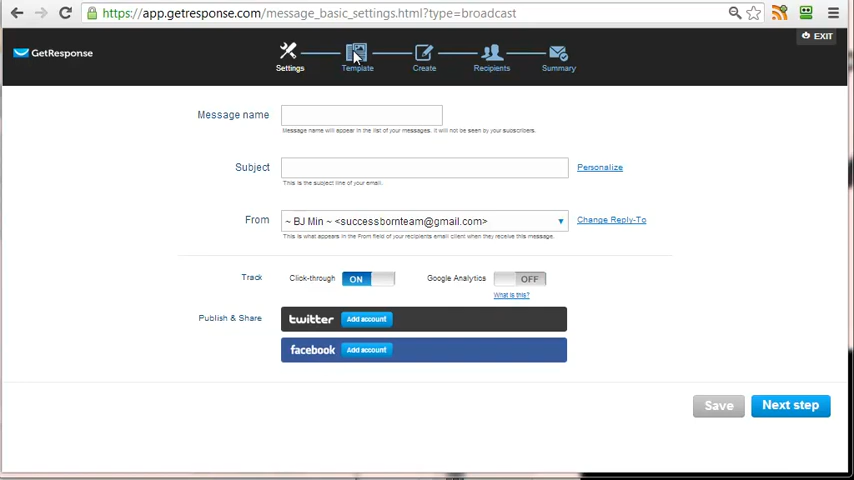 https://app.getresponse.com/message_basic_settings.html?type=broadcast
EXIT
GetResponse
Settings
Template
Create
Recipients
Summary
Message name
Message name will appear in the list of your messages. It will not be seen by your subscribers.
Subject
Personalize
This is the subject line of your email.
From
~ BJ Min ~ <successbornteam@gmail.com>
Change Reply-To
This is what appears in the From field of your recipients email client when they receive this message.
Track
Click-through
ON
Google Analytics
OFF
What is this?
Publish & Share
twitter
Add account
facebook
Add account
Save
Next step